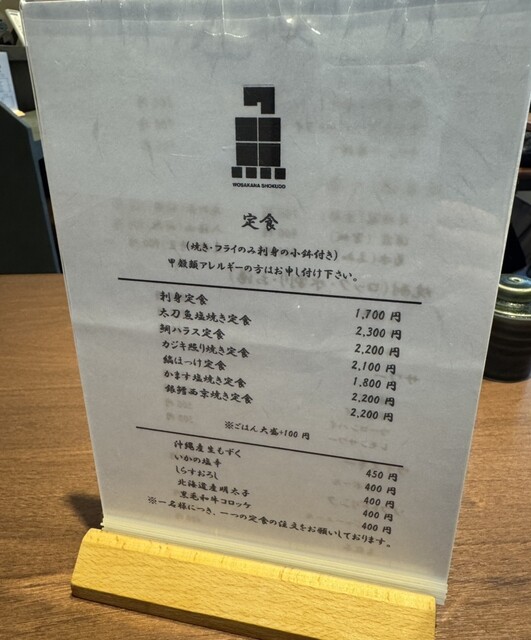 WOSAKANA SHOKUDO
定食
(焼き・フライのみ刺身の小鉢付き)
甲殻類アレルギーの方はお申し付け下さい。
刺身定食 1,700 円
太刀魚塩焼き定食 2,300 円
鯛ハラス定食 2,200 円
カジキ照り焼き定食 2,100 円
縞ほっけ定食 1,800 円
かます塩焼き定食 2,200 円
銀鱈西京焼き定食 2,200 円
※ごはん大盛+100 円
沖縄産生もずく 450 円
いかの塩辛 400 円
しらすおろし 400 円
北海道産明太子 400 円
黒毛和牛コロッケ 400 円
※一名様につき、一つの定食の注文をお願いしております。